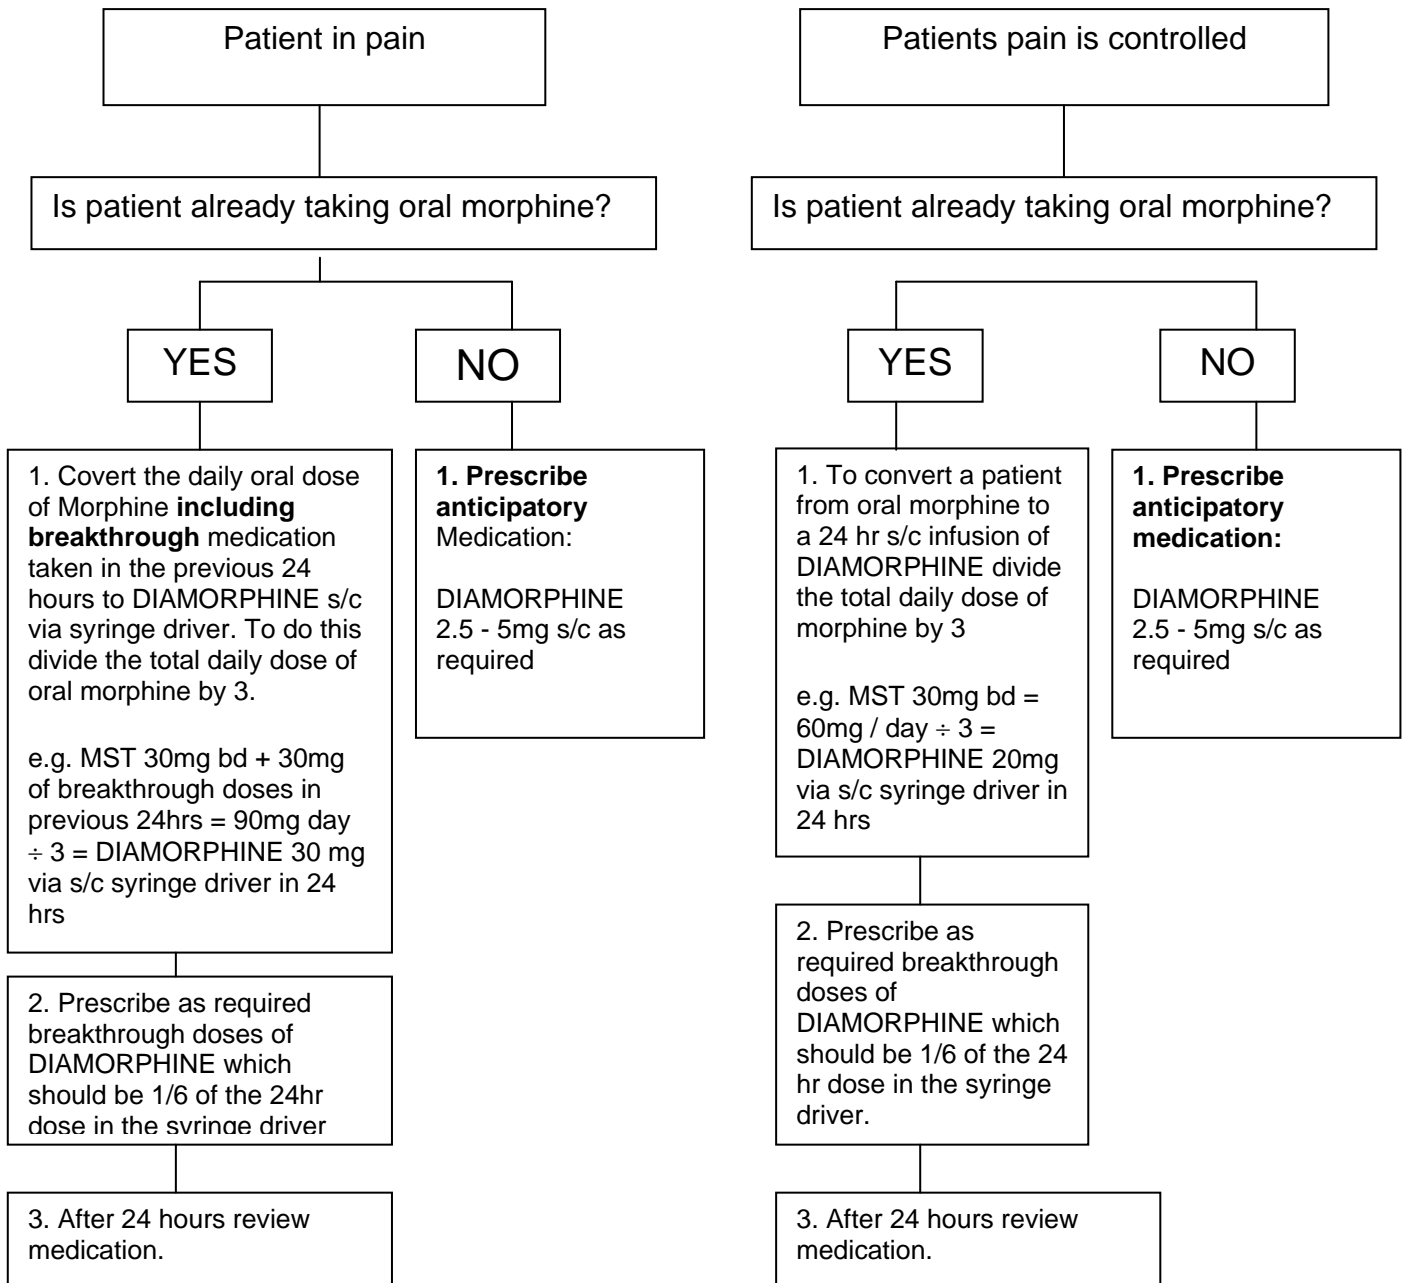 Patient in pain
Is patient already taking oral morphine?
YES
NO
1. Covert the daily oral dose
of Morphine including
breakthrough medication
taken in the previous 24
hours to DIAMORPHINE s/c
via syringe driver. To do this
divide the total daily dose of
oral morphine by 3.
e.g. MST 30mg bd + 30mg
of breakthrough doses in
previous 24hrs = 90mg day
÷ 3 = DIAMORPHINE 30 mg
via s/c syringe driver in 24
hrs
1. Prescribe
anticipatory
Medication:
DIAMORPHINE
2.5 - 5mg s/c as
required
2. Prescribe as required
breakthrough doses of
DIAMORPHINE which
should be 1/6 of the 24hr
dose in the syringe driver
3. After 24 hours review
medication.
Patients pain is controlled
Is patient already taking oral morphine?
YES
NO
1. To convert a patient
from oral morphine to
a 24 hr s/c infusion of
DIAMORPHINE divide
the total daily dose of
morphine by 3
e.g. MST 30mg bd =
60mg / day ÷ 3 =
DIAMORPHINE 20mg
via s/c syringe driver in
24 hrs
1. Prescribe
anticipatory
medication:
DIAMORPHINE
2.5 - 5mg s/c as
required
2. Prescribe as
required breakthrough
doses of
DIAMORPHINE which
should be 1/6 of the 24
hr dose in the syringe
driver.
3. After 24 hours review
medication.